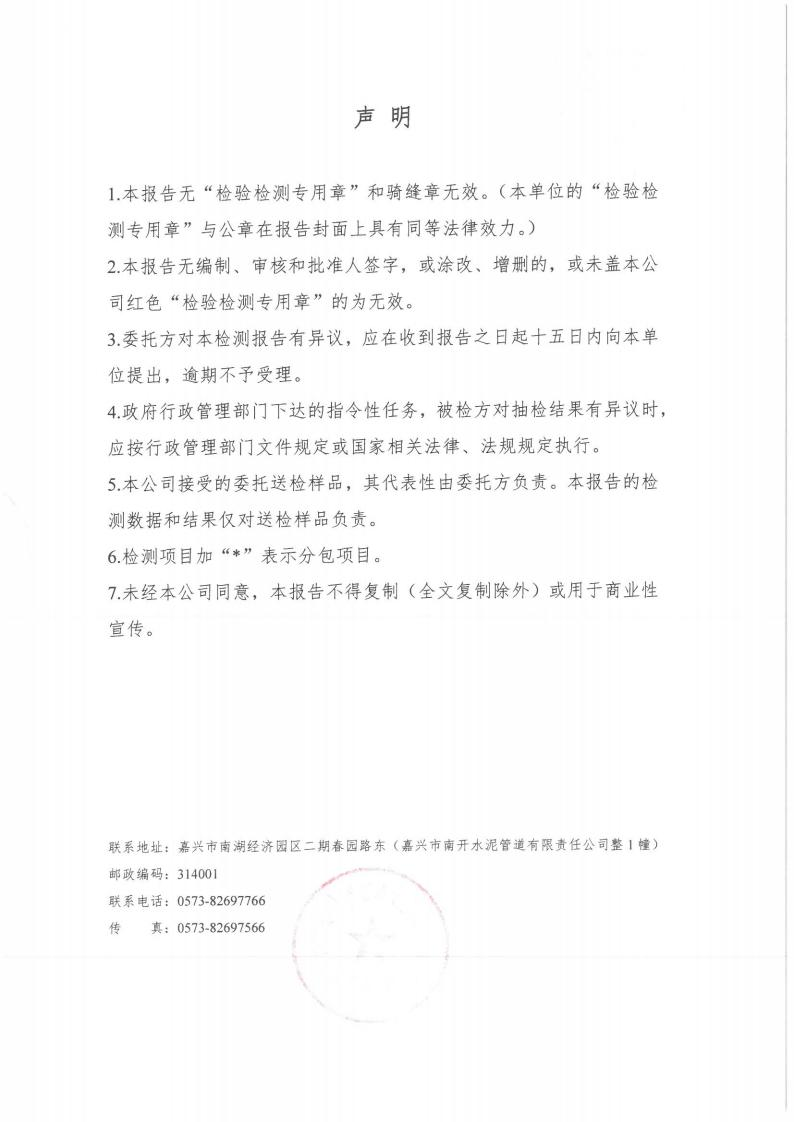 声 明
1.本报告无“检验检测专用章”和骑缝章无效。（本单位的“检验检
测专用章”与公章在报告封面上具有同等法律效力。）
2.本报告无编制、审核和批准人签字，或涂改、增删的，或未盖本公
司红色“检验检测专用章”的为无效。
3.委托方对本检测报告有异议，应在收到报告之日起十五日内向本单
位提出，逾期不予受理。
4.政府行政管理部门下达的指令性任务，被检方对抽检结果有异议时，
应按行政管理部门文件规定或国家相关法律、法规规定执行。
5.本公司接受的委托送检样品，其代表性由委托方负责。本报告的检
测数据和结果仅对送检样品负责。
6.检测项目加“*”表示分包项目。
7.未经本公司同意，本报告不得复制（全文复制除外）或用于商业性
宣传。
联系地址：嘉兴市南湖经济园区二期春园路东（嘉兴市南开水泥管道有限责任公司整 1 幢）
邮政编码：314001
联系电话：0573-82697766
传 真：0573-82697566